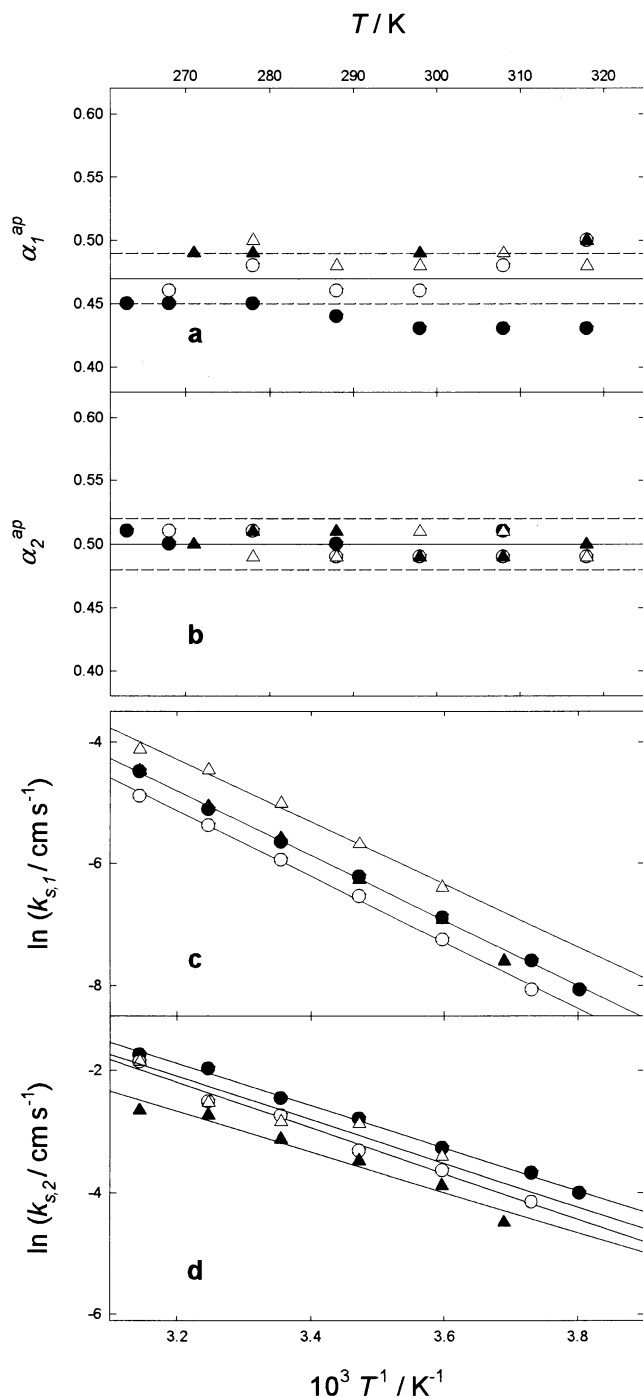 T / K
270 280 290 300 310 320
0.60
0.55
0.50
0.45
0.40
α₁ᵃᵖ
a
0.60
0.55
0.50
0.45
0.40
α₂ᵃᵖ
b
-4
-6
-8
ln (kₛ,₁ / cm s⁻¹)
c
-2
-4
-6
ln (kₛ,₂ / cm s⁻¹)
d
3.2 3.4 3.6 3.8
10³ T¹ / K⁻¹